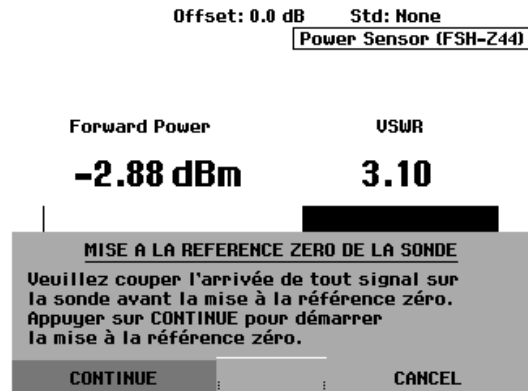 Offset: 0.0 dB Std: None
Power Sensor (FSH-Z44)
Forward Power VSWR
-2.88 dBm 3.10
MISE A LA REFERENCE ZERO DE LA SONDE
Veuillez couper l'arrivée de tout signal sur
la sonde avant la mise à la référence zéro.
Appuyer sur CONTINUE pour démarrer
la mise à la référence zéro.
CONTINUE CANCEL